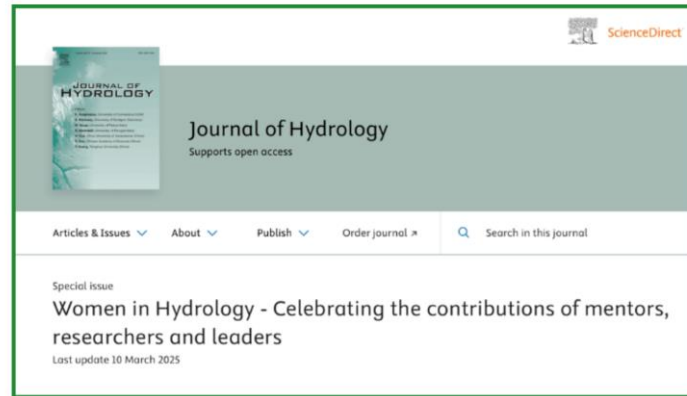 ScienceDirect
JOURNAL OF
HYDROLOGY
Journal of Hydrology
Supports open access
Articles & Issues
About
Publish
Order journal
Search in this journal
Special issue
Women in Hydrology - Celebrating the contributions of mentors,
researchers and leaders
Last update 10 March 2025